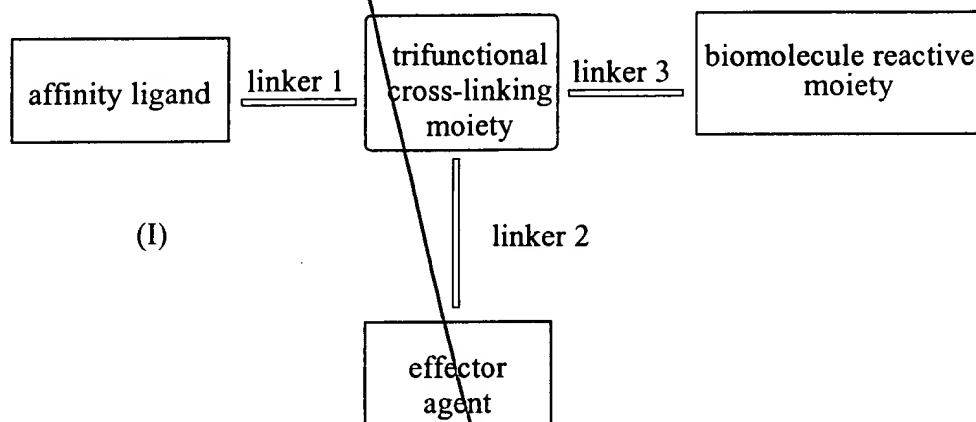 affinity ligand
linker 1
trifunctional
cross-linking
moiety
linker 3
biomolecule reactive
moiety
(I)
linker 2
effector
agent